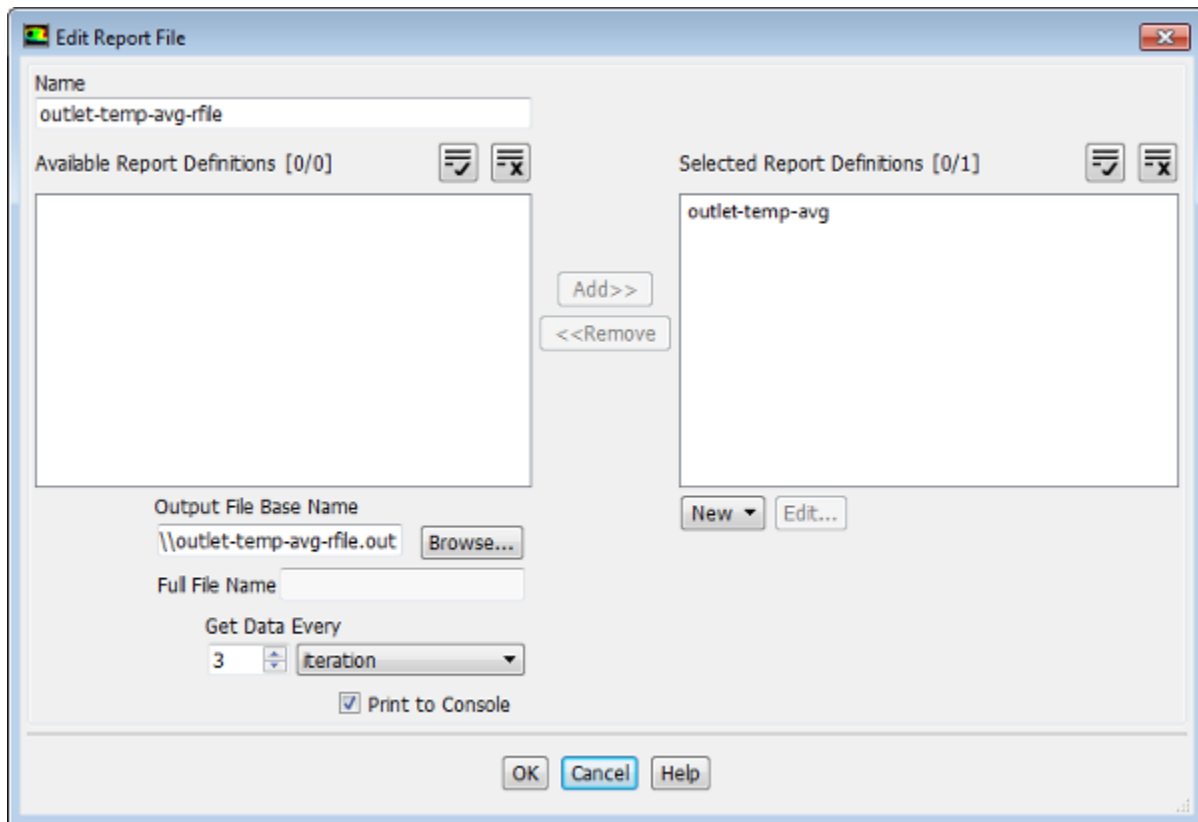 Edit Report File
Name
outlet-temp-avg-rfile
Available Report Definitions [0/0]
Selected Report Definitions [0/1]
outlet-temp-avg
Add>>
<<Remove
Output File Base Name
\\outlet-temp-avg-rfile.out
Browse...
New
Edit...
Full File Name
Get Data Every
3
iteration
Print to Console
OK
Cancel
Help